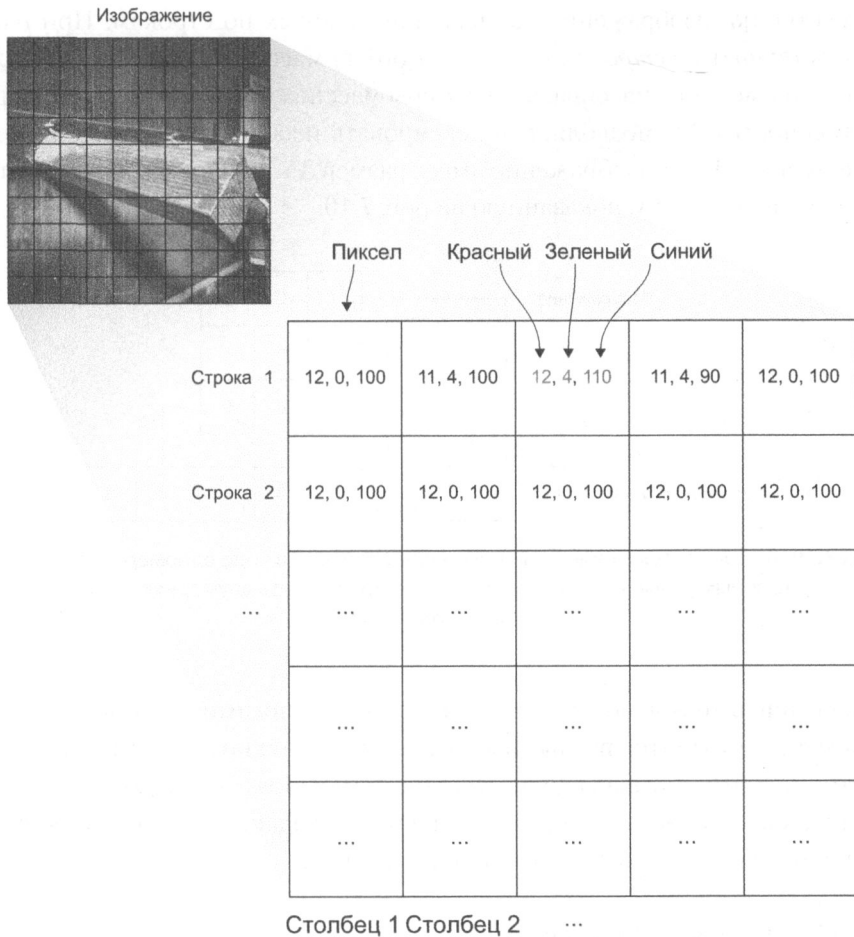 Изображение
Пиксел Красный Зеленый Синий
Строка 1 12, 0, 100 11, 4, 100 12, 4, 110 11, 4, 90 12, 0, 100
Строка 2 12, 0, 100 12, 0, 100 12, 0, 100 12, 0, 100 12, 0, 100
... ... ... ... ... ...
... ... ... ... ...
... ... ... ... ...
Столбец 1 Столбец 2 ...